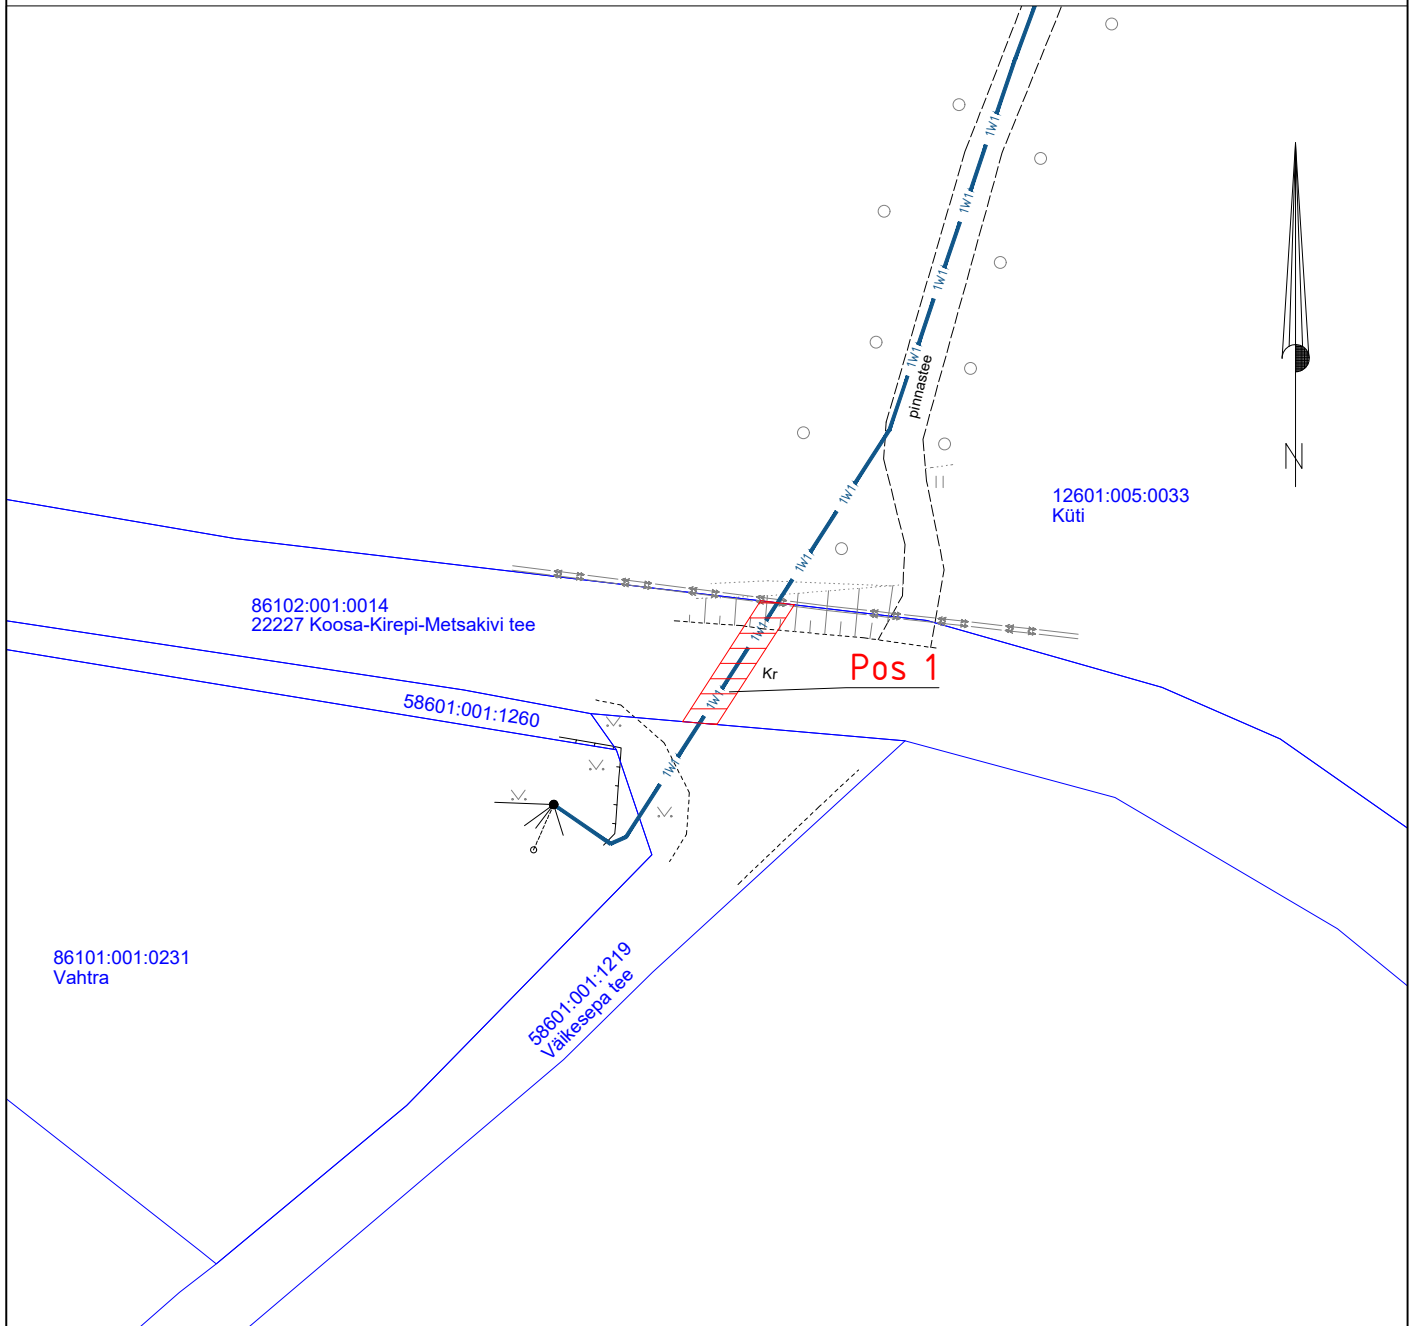 1W1
1W1
1W1
1W1
pinnastee
N
1W1
12601:005:0033
Küti
1W1
86102:001:0014
22227 Koosa-Kirepi-Metsakivi tee
1W1
Pos 1
Kr
1W1
58601:001:1260
1W1
86101:001:0231
Vahtra
58601:001:1219
Väikesepa tee